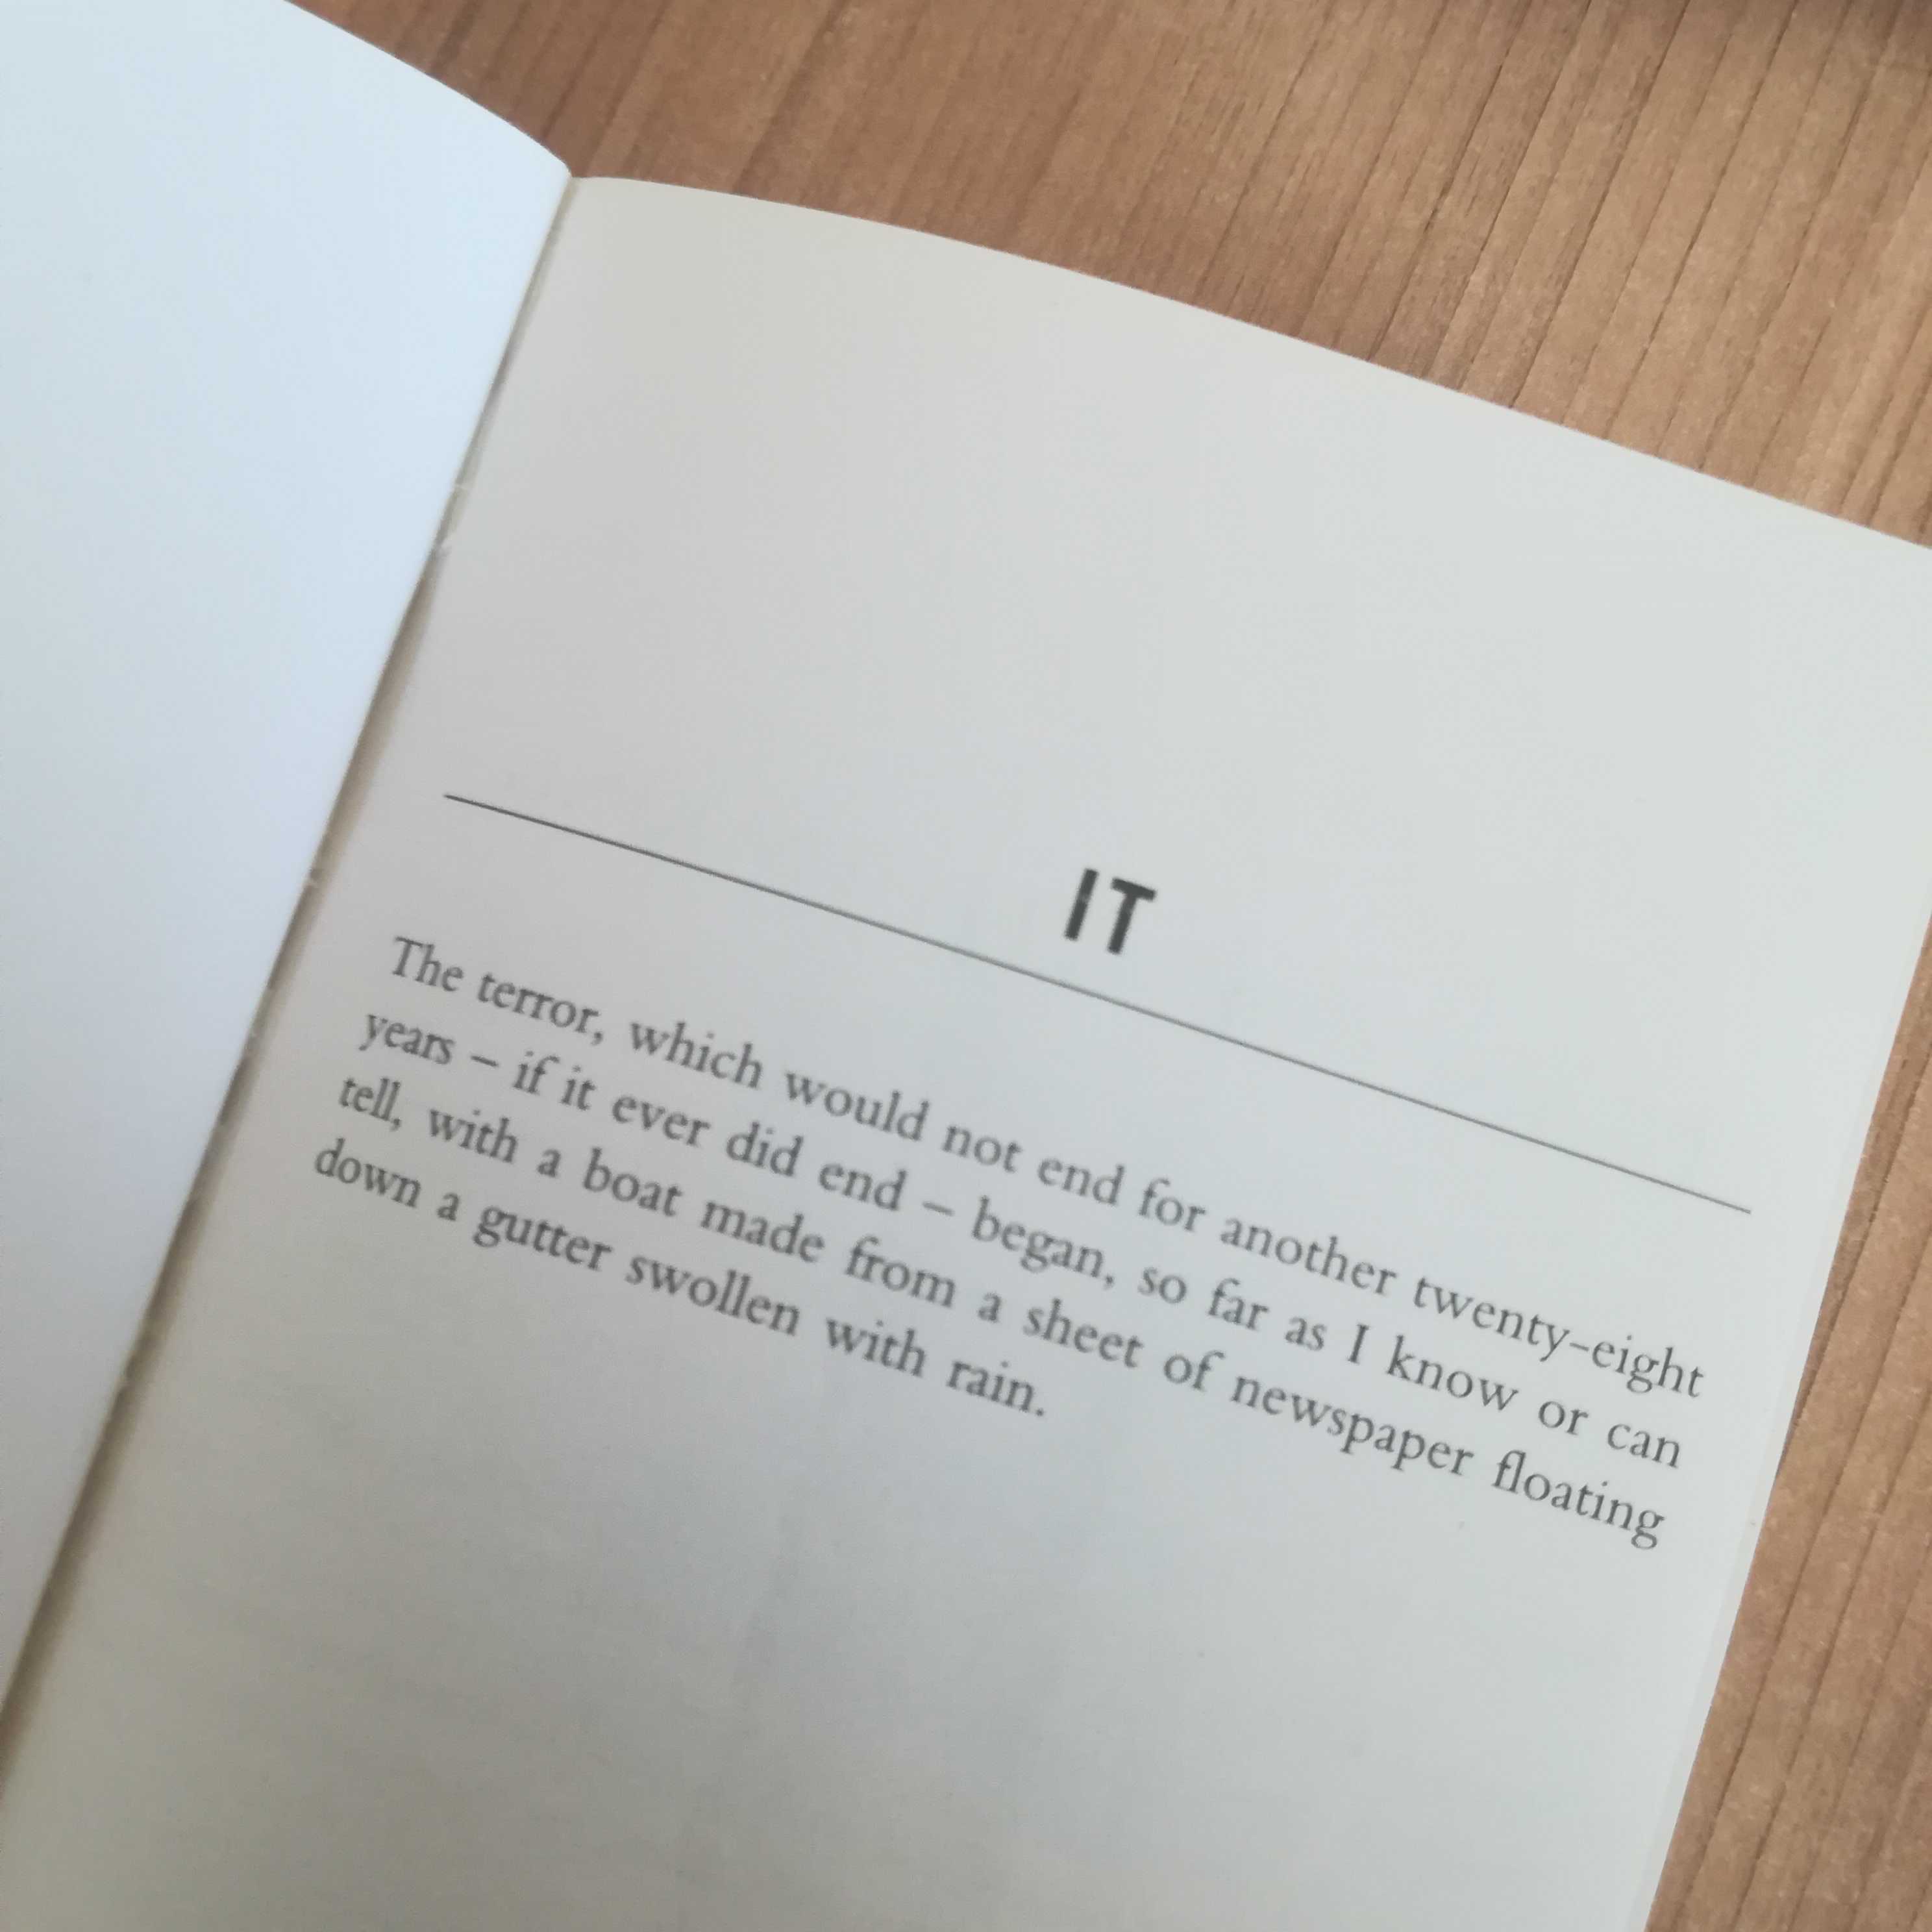 IT
The terror, which would not end for another twenty-eight
years – if it ever did end – began, so far as I know or can
tell, with a boat made from a sheet of newspaper floating
down a gutter swollen with rain.